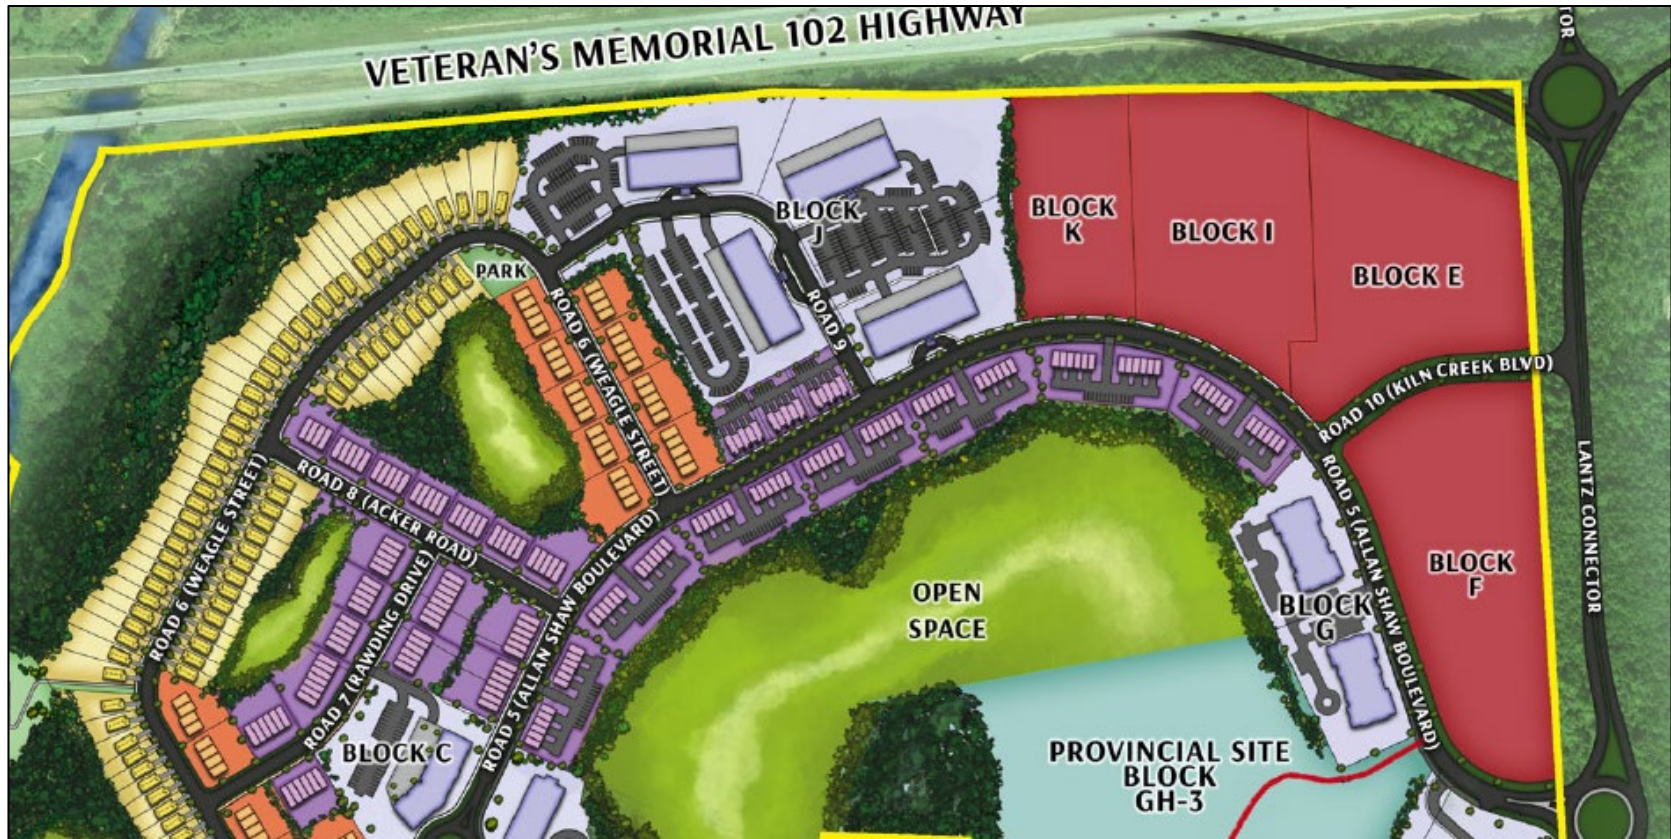 VETERAN'S MEMORIAL 102 HIGHWAY
BLOCK
J
BLOCK
K
BLOCK I
BLOCK E
PARK
ROAD 6 (WEAGLE STREET)
ROAD 9
ROAD 10 (KILN CREEK BLVD)
ROAD 6 (WEAGLE STREET)
ROAD 8 (ACKER ROAD)
ROAD 5 (ALLAN SHAW BOULEVARD)
LANTZ CONNECTOR
ROAD 7 (RAWDING DRIVE)
ROAD 5 (ALLAN SHAW BOULEVARD)
OPEN
SPACE
BLOCK
G
BLOCK
F
BLOCK C
PROVINCIAL SITE
BLOCK
GH-3